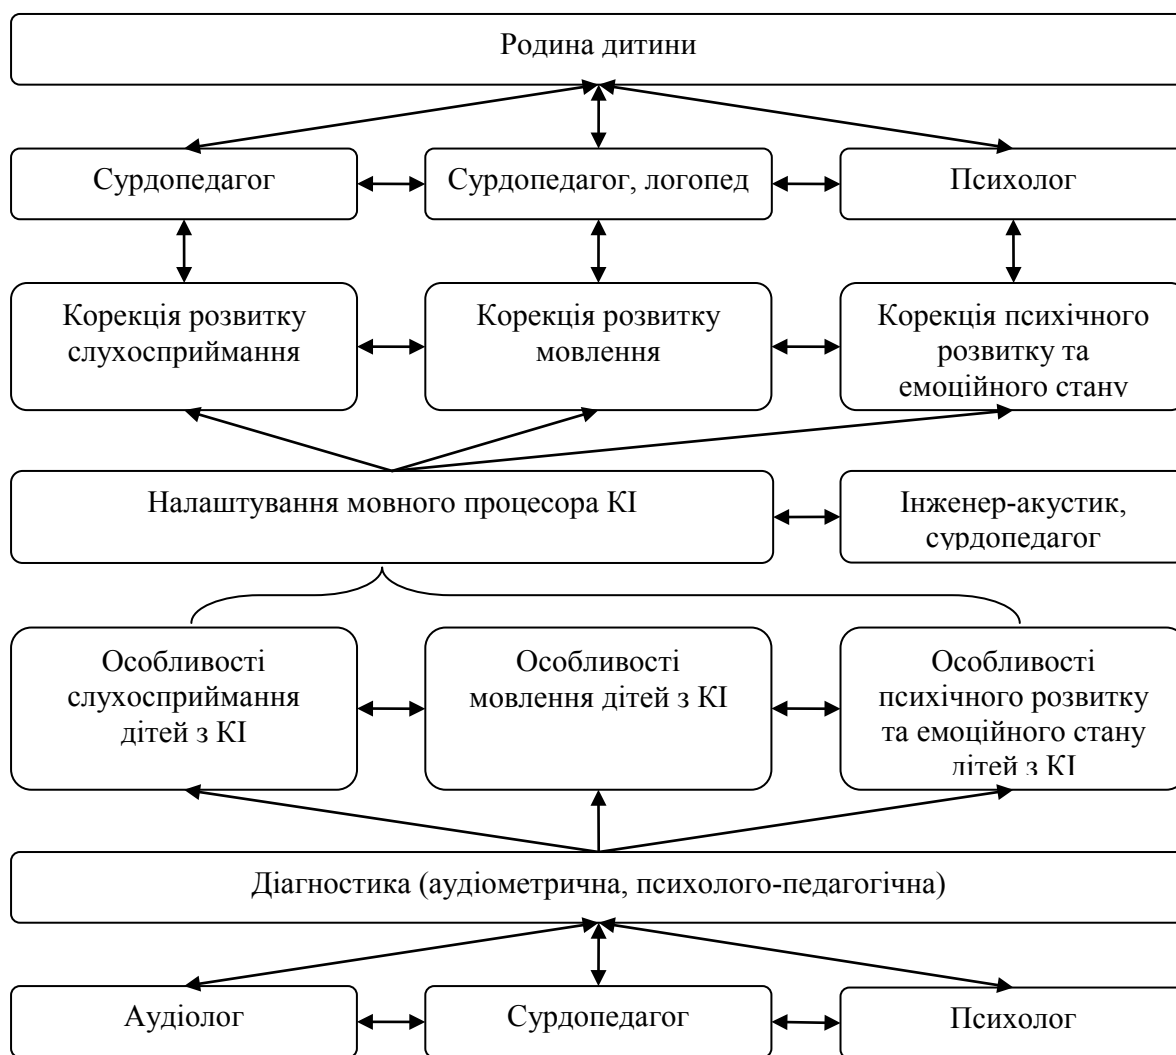 Родина дитини
Сурдопедагог
Сурдопедагог, логопед
Психолог
Корекція розвитку
слухосприймання
Корекція розвитку
мовлення
Корекція психічного
розвитку та
емоційного стану
Налаштування мовного процесора КІ
Інженер-акустик,
сурдопедагог
Особливості
слухосприймання
дітей з КІ
Особливості
мовлення дітей з КІ
Особливості
психічного розвитку
та емоційного стану
дітей з КІ
Діагностика (аудіометрична, психолого-педагогічна)
Аудіолог
Сурдопедагог
Психолог